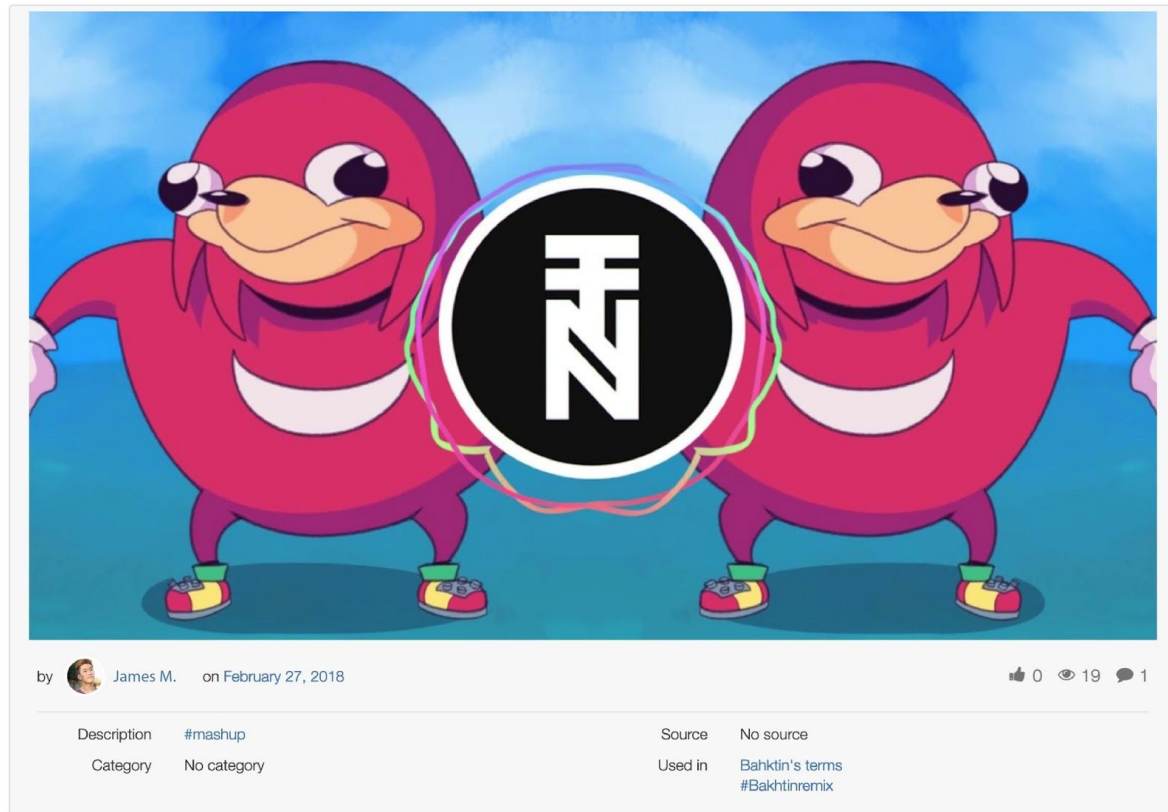 TN
by James M. on February 27, 2018 0 19 1
Description #mashup
Source No source
Category No category
Used in Bahktin's terms
#Bakhtinremix